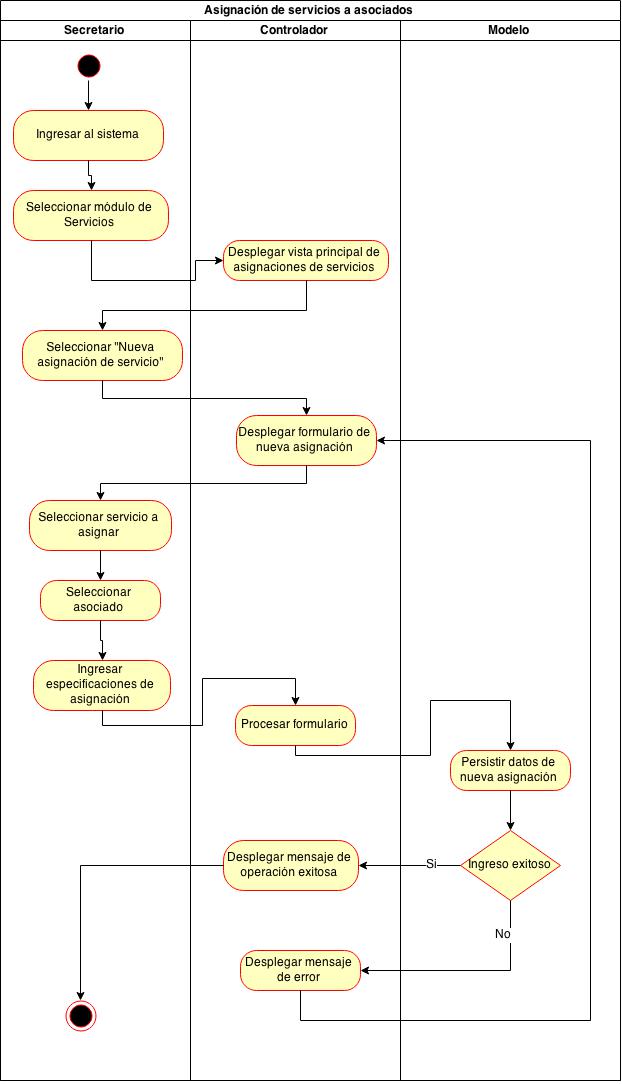 Asignación de servicios a asociados
Secretario
Controlador
Modelo
Ingresar al sistema
Seleccionar módulo de
Servicios
Desplegar vista principal de
asignaciones de servicios
Seleccionar "Nueva
asignación de servicio"
Desplegar formulario de
nueva asignación
Seleccionar servicio a
asignar
Seleccionar
asociado
Ingresar
especificaciones de
asignación
Procesar formulario
Persistir datos de
nueva asignación
Ingreso exitoso
Si
Desplegar mensaje de
operación exitosa
No
Desplegar mensaje
de error